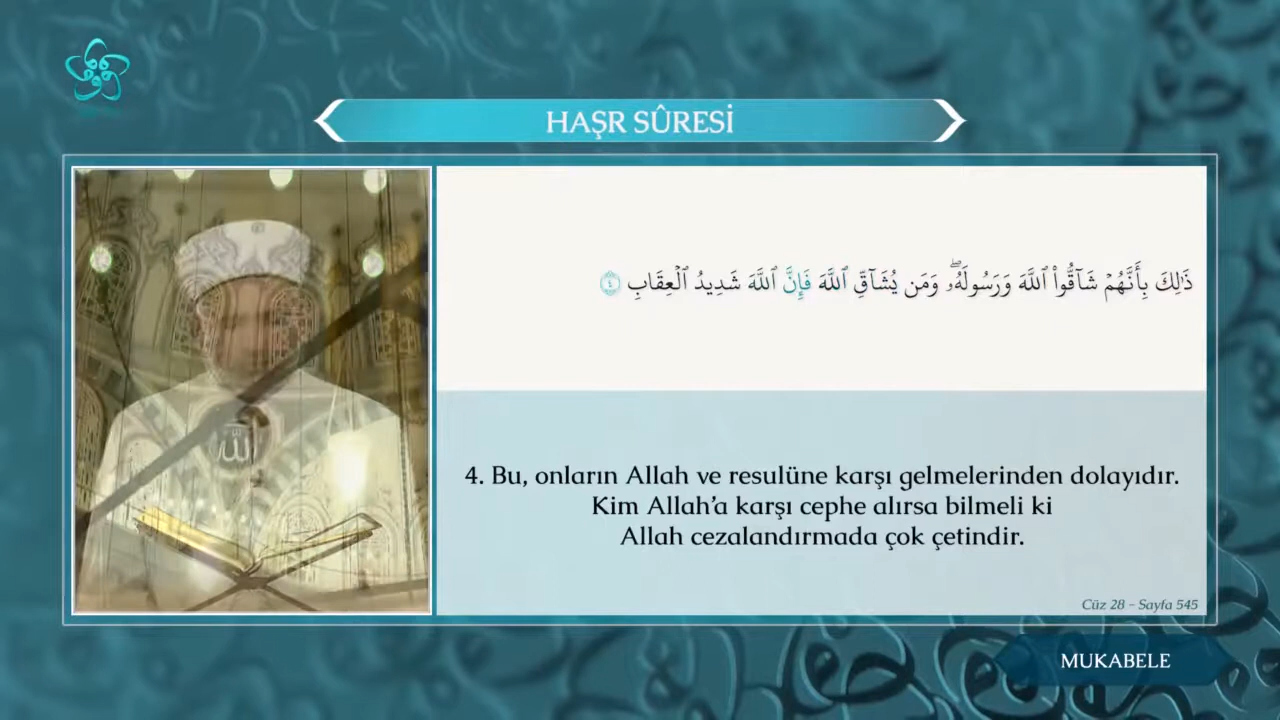 HAŞR SÛRESİ
ذَٰلِكَ بِأَنَّهُمْ شَآقُّوا۟ ٱللَّهَ وَرَسُولَهُۥۖ وَمَن يُشَآقِّ ٱللَّهَ فَإِنَّ ٱللَّهَ شَدِيدُ ٱلْعِقَابِ ٤
الله
4. Bu, onların Allah ve resulüne karşı gelmelerinden dolayıdır.
Kim Allah’a karşı cephe alırsa bilmeli ki
Allah cezalandırmada çok çetindir.
Cüz 28 - Sayfa 545
MUKABELE